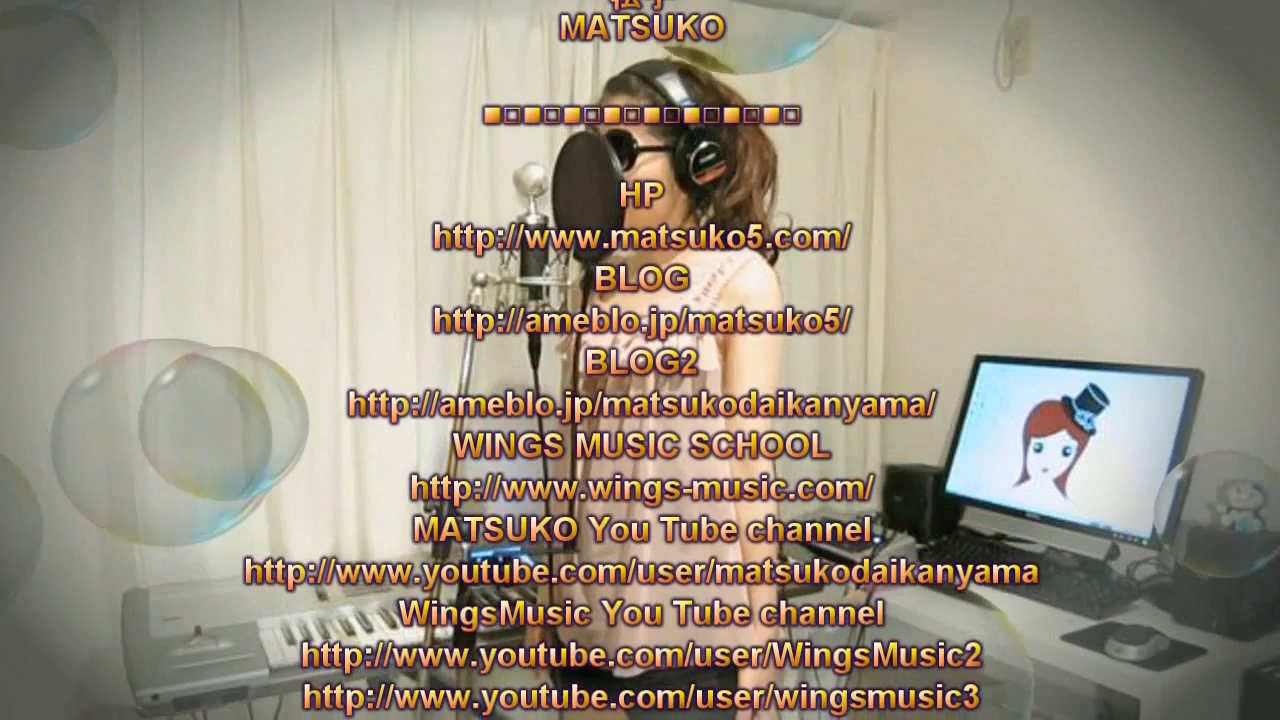 MATSUKO
HP
http://www.matsuko5.com/
BLOG
http://ameblo.jp/matsuko5/
BLOG2
http://ameblo.jp/matsukodaikanyama/
WINGS MUSIC SCHOOL
http://www.wings-music.com/
MATSUKO You Tube channel.
http://www.youtube.com/user/matsukodaikanyama
WingsMusic You Tube channel
http://www.youtube.com/user/WingsMusic2
http://www.youtube.com/user/wingsmusic3